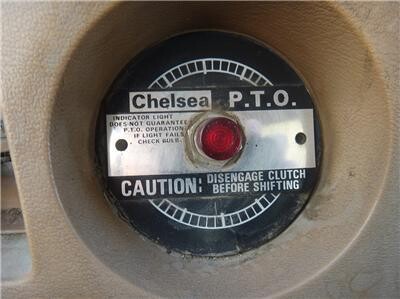 Chelsea P.T.O.
INDICATOR LIGHT
DOES NOT GUARANTEE
P.T.O. OPERATION
IF LIGHT FAILS
CHECK BULB.
CAUTION: DISENGAGE CLUTCH
BEFORE SHIFTING